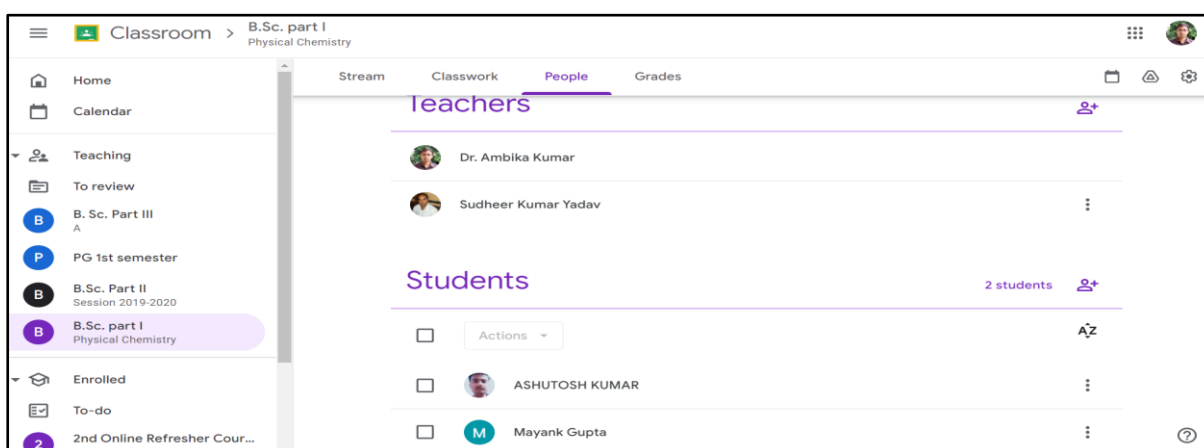 Classroom > B.Sc. part I
Physical Chemistry
Home
Calendar
Teaching
To review
B B. Sc. Part III
A
P PG 1st semester
B B.Sc. Part II
Session 2019-2020
B B.Sc. part I
Physical Chemistry
Enrolled
To-do
2 2nd Online Refresher Cour...
Stream Classwork People Grades
Teachers
Dr. Ambika Kumar
Sudheer Kumar Yadav
Students 2 students
Actions AZ
ASHUTOSH KUMAR
M Mayank Gupta